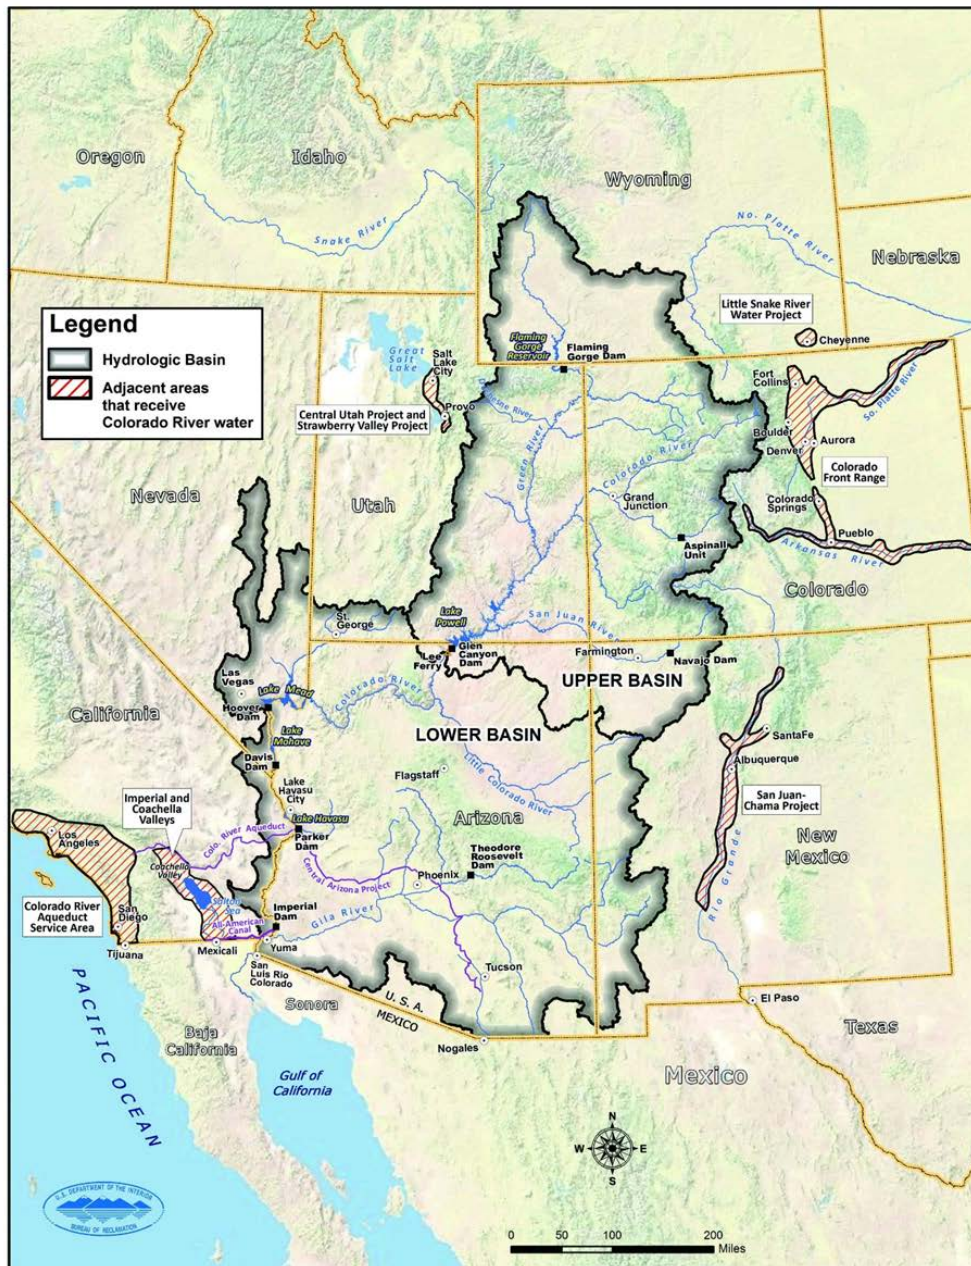 Oregon
Idaho
Wyoming
Snake River
No. Platte River
Nebraska
Legend
Hydrologic Basin
Adjacent areas
that receive
Colorado River water
Great
Salt
Lake
Salt
Lake
City
Provo
Central Utah Project and
Strawberry Valley Project
Flaming
Gorge
Reservoir
Flaming
Gorge Dam
Little Snake River
Water Project
Cheyenne
Fort
Collins
So. Platte River
Boulder
Denver
Aurora
Colorado
Front Range
Green River
Colorado River
Grand
Junction
Colorado
Springs
Pueblo
Arkansas River
Aspinall
Unit
Nevada
Utah
Colorado
St.
George
Lake
Powell
San Juan River
Lee
Ferry
Glen
Canyon
Dam
Farmington
Navajo Dam
UPPER BASIN
Las
Vegas
Lake Mead
Colorado River
Hoover
Dam
LOWER BASIN
California
Lake
Mohave
Davis
Dam
SantaFe
Albuquerque
San Juan-
Chama Project
Flagstaff
Little Colorado River
Lake
Havasu
City
Lake Havasu
Arizona
New
Mexico
Imperial and
Coachella
Valleys
Los
Angeles
Colo. River Aqueduct
Parker
Dam
Theodore
Roosevelt
Dam
Coachella
Valley
Central Arizona Project
Phoenix
Rio Grande
Salton
Sea
Imperial
Dam
Gila River
Colorado River
Aqueduct
Service Area
San
Diego
All-American
Canal
Tijuana
Mexicali
Yuma
San
Luis Rio
Colorado
Tucson
Sonora
U. S. A.
MEXICO
El Paso
Texas
Baja
California
Nogales
Mexico
PACIFIC OCEAN
Gulf of
California
N
W
E
S
U.S. DEPARTMENT OF THE INTERIOR
BUREAU OF RECLAMATION
0
50
100
200
Miles